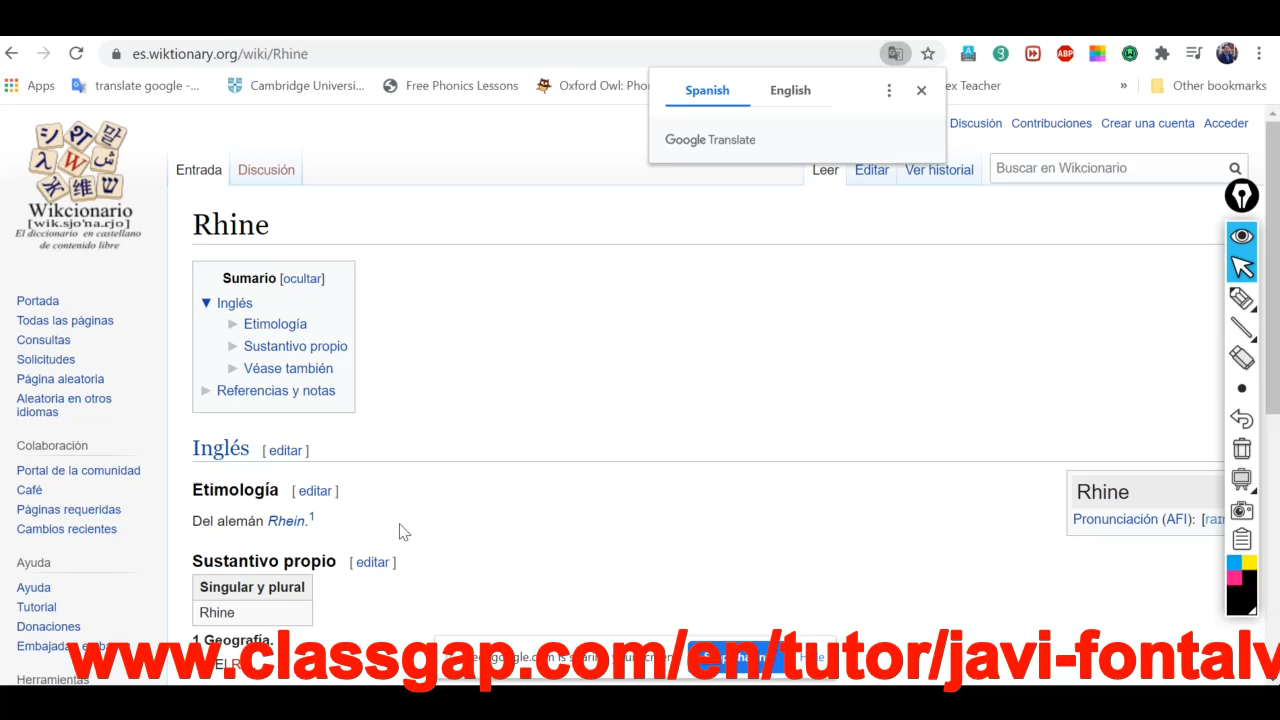 es.wiktionary.org/wiki/Rhine
Apps translate google -... Cambridge Universi... Free Phonics Lessons Oxford Owl: Pho ex Teacher » Other bookmarks
Spanish English
Google Translate
Discusión Contribuciones Crear una cuenta Acceder
Entrada Discusión Leer Editar Ver historial Buscar en Wikcionario
Wikcionario
[wik.sjo'na.rjo]
El diccionario en castellano
de contenido libre
Portada
Todas las páginas
Consultas
Solicitudes
Página aleatoria
Aleatoria en otros
idiomas
Colaboración
Portal de la comunidad
Café
Páginas requeridas
Cambios recientes
Ayuda
Ayuda
Tutorial
Donaciones
Embajada
Herramientas
Rhine
Sumario [ocultar]
▼ Inglés
► Etimología
► Sustantivo propio
► Véase también
► Referencias y notas
Inglés [ editar ]
Etimología [ editar ]
Del alemán Rhein.1
Rhine
Pronunciación (AFI): [raɪ
Sustantivo propio [ editar ]
Singular y plural
Rhine
1 Geografía.
www.classgap.com/en/tutor/javi-fontalv